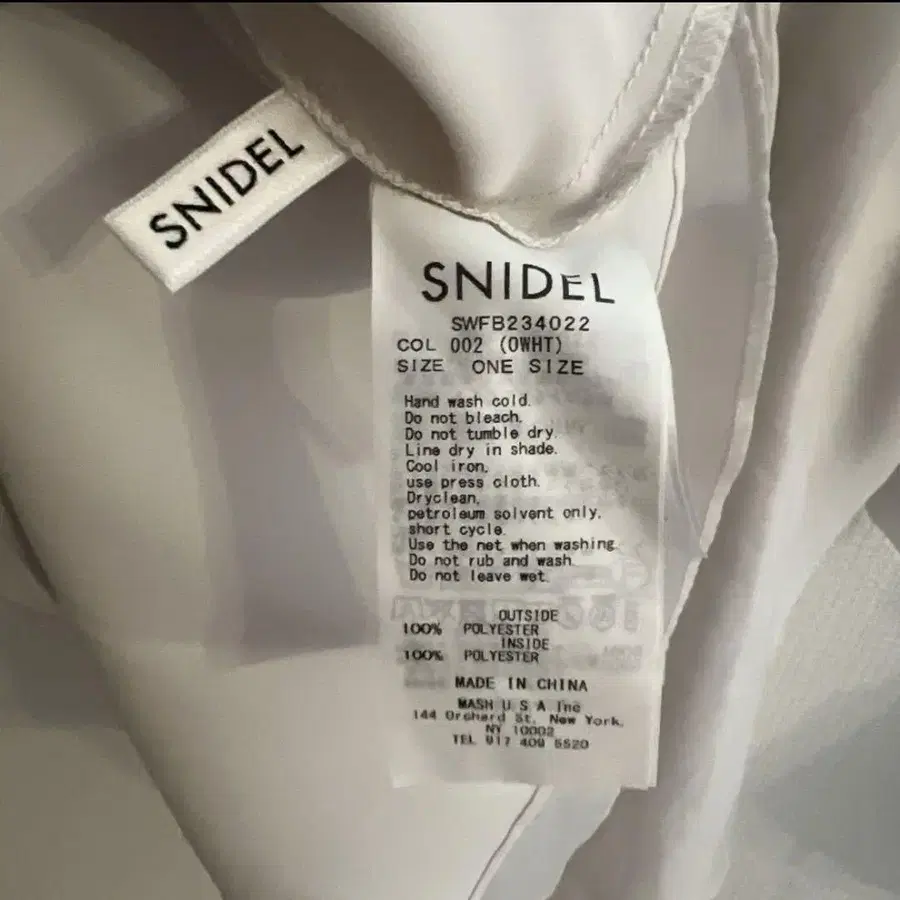 SNIDEL
SNIDEL
SWFB234022
COL 002 (OWHT)
SIZE ONE SIZE
Hand wash cold.
Do not bleach.
Do not tumble dry.
Line dry in shade.
Cool iron,
use press cloth.
Dryclean,
petroleum solvent only.
short cycle.
Use the net when washing.
Do not rub and wash.
Do not leave wet.
OUTSIDE
100% POLYESTER
INSIDE
100% POLYESTER
MADE IN CHINA
MASH U S A Inc
144 Orchard St. New York,
NY 10002
TEL 917 409 5520